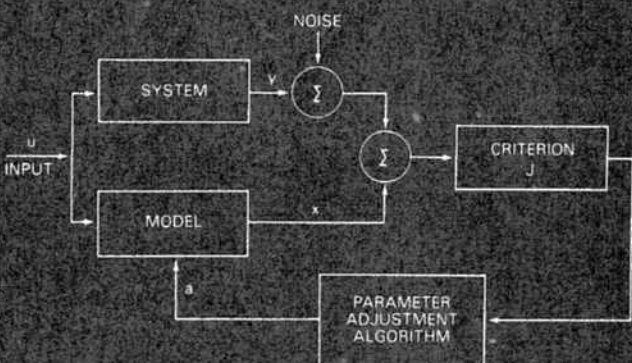 NOISE
SYSTEM
y
Σ
u
INPUT
Σ
CRITERION
J
MODEL
x
a
PARAMETER
ADJUSTMENT
ALGORITHM